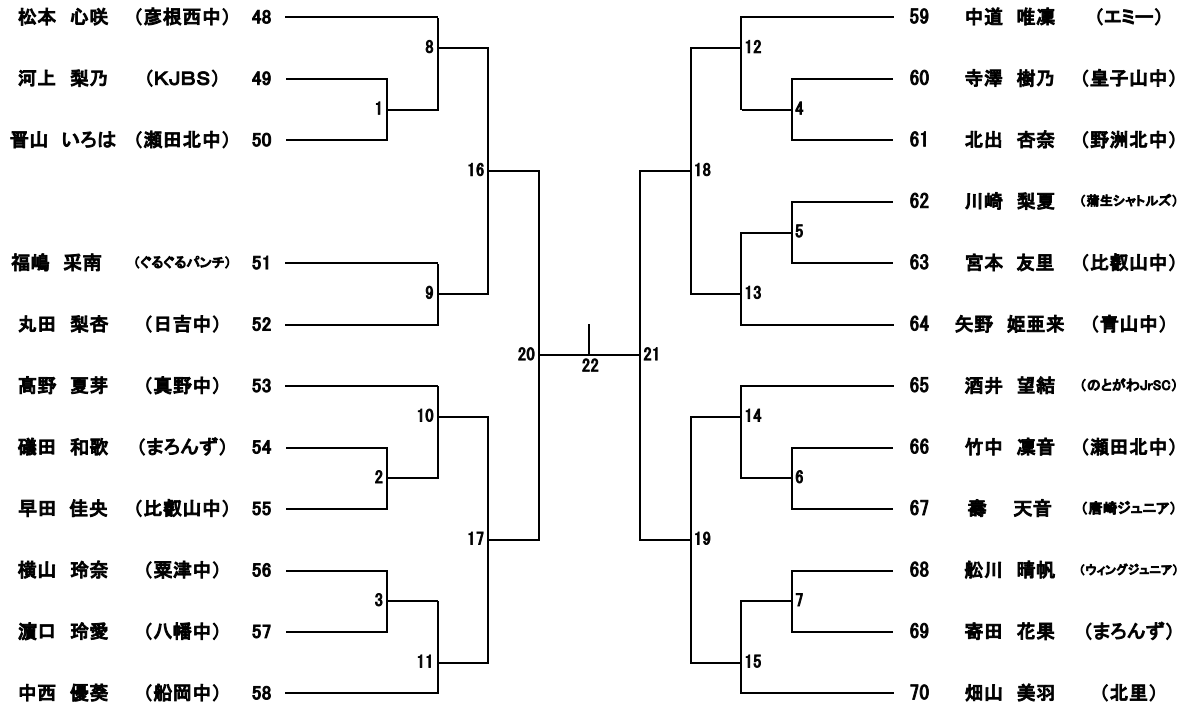 松本 心咲 (彦根西中) 48
8
河上 梨乃 (KJBS) 49
1
晋山 いろは (瀬田北中) 50
16
福嶋 采南 (ぐるぐるパンチ) 51
9
丸田 梨杏 (日吉中) 52
20
髙野 夏芽 (真野中) 53
10
礒田 和歌 (まろんず) 54
2
早田 佳央 (比叡山中) 55
17
横山 玲奈 (粟津中) 56
3
濵口 玲愛 (八幡中) 57
11
中西 優葵 (船岡中) 58
22
59 中道 唯凜 (エミー)
12
60 寺澤 樹乃 (皇子山中)
4
61 北出 杏奈 (野洲北中)
18
62 川崎 梨夏 (蒲生シャトルズ)
5
63 宮本 友里 (比叡山中)
13
64 矢野 姫亜来 (青山中)
21
65 酒井 望結 (のとがわJrSC)
14
66 竹中 凜音 (瀬田北中)
6
67 壽 天音 (唐崎ジュニア)
19
68 舩川 晴帆 (ウィングジュニア)
7
69 寄田 花果 (まろんず)
15
70 畑山 美羽 (北里)